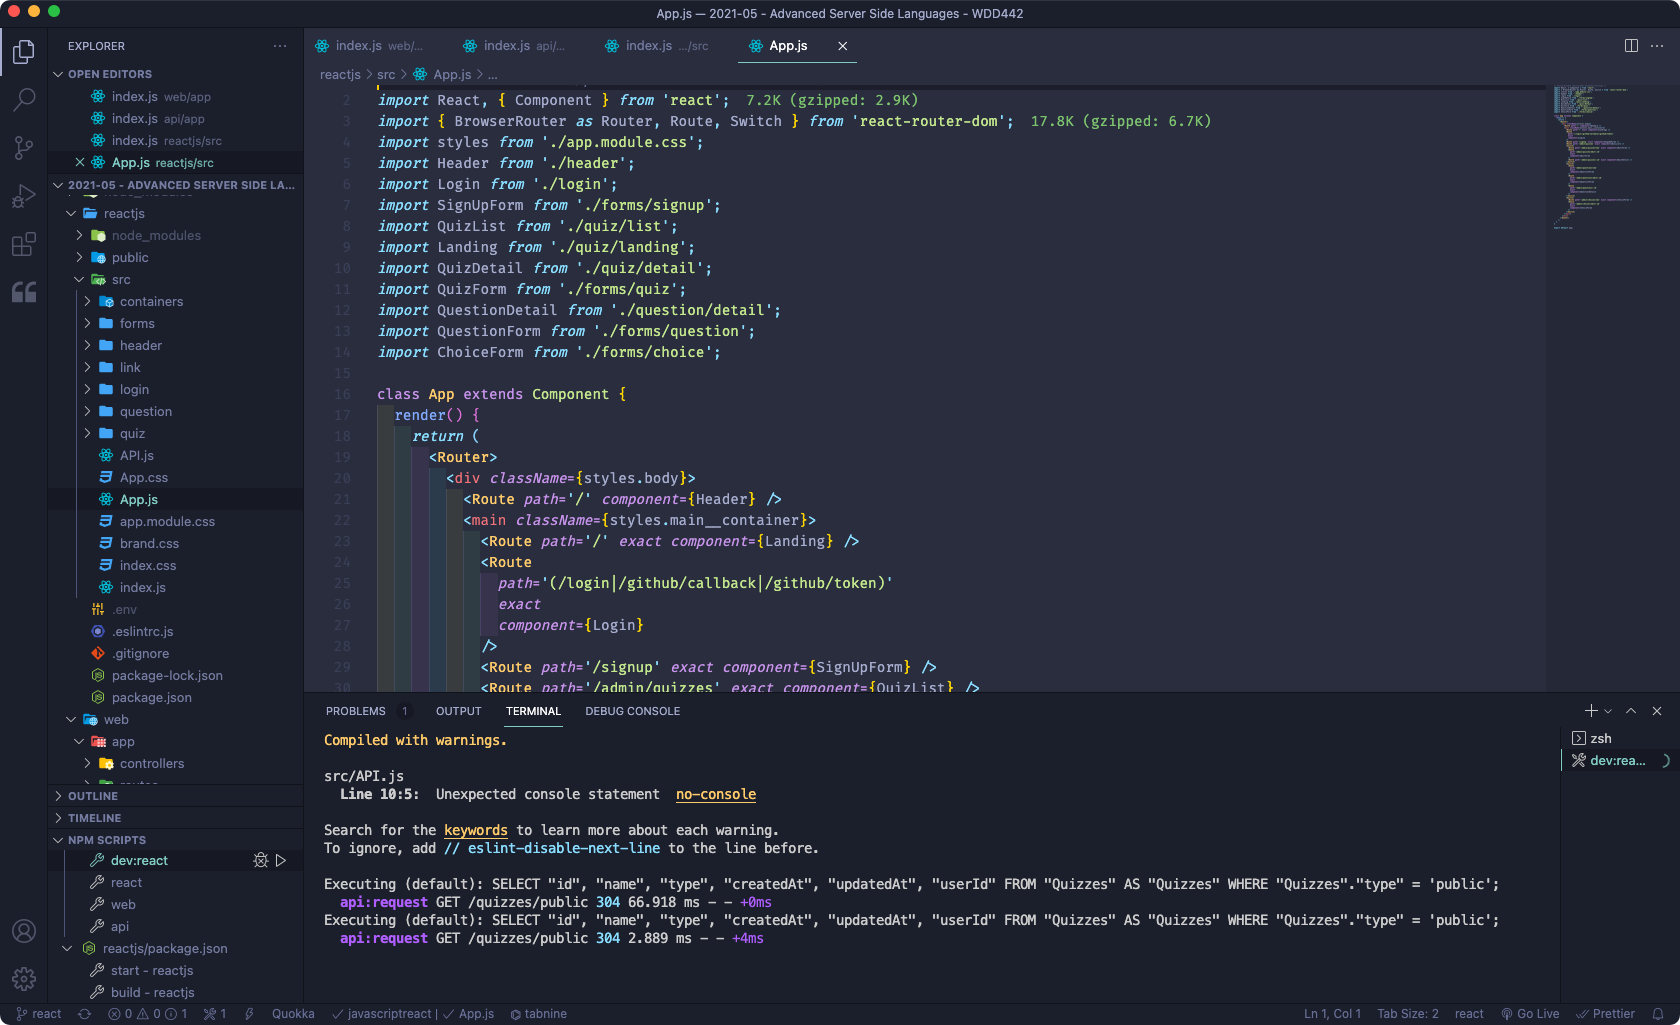 App.js — 2021-05 - Advanced Server Side Languages - WDD442
EXPLORER
OPEN EDITORS
index.js web/app
index.js api/app
index.js reactjs/src
App.js reactjs/src
2021-05 - ADVANCED SERVER SIDE LA...
reactjs
node_modules
public
src
containers
forms
header
link
login
question
quiz
API.js
App.css
App.js
app.module.css
brand.css
index.css
index.js
.env
.eslintrc.js
.gitignore
package-lock.json
package.json
web
app
controllers
OUTLINE
TIMELINE
NPM SCRIPTS
dev:react
react
web
api
reactjs/package.json
start - reactjs
build - reactjs
index.js web/...
index.js api/...
index.js .../src
App.js
reactjs > src > App.js > ...
2 import React, { Component } from 'react'; 7.2K (gzipped: 2.9K)
3 import { BrowserRouter as Router, Route, Switch } from 'react-router-dom'; 17.8K (gzipped: 6.7K)
4 import styles from './app.module.css';
5 import Header from './header';
6 import Login from './login';
7 import SignUpForm from './forms/signup';
8 import QuizList from './quiz/list';
9 import Landing from './quiz/landing';
10 import QuizDetail from './quiz/detail';
11 import QuizForm from './forms/quiz';
12 import QuestionDetail from './question/detail';
13 import QuestionForm from './forms/question';
14 import ChoiceForm from './forms/choice';
15
16 class App extends Component {
17 render() {
18 return (
19 <Router>
20 <div className={styles.body}>
21 <Route path='/' component={Header} />
22 <main className={styles.main__container}>
23 <Route path='/' exact component={Landing} />
24 <Route
25 path='(/login|/github/callback|/github/token)'
26 exact
27 component={Login}
28 />
29 <Route path='/signup' exact component={SignUpForm} />
30 <Route path='/admin/quizzes' exact component={QuizList} />
PROBLEMS 1 OUTPUT TERMINAL DEBUG CONSOLE
Compiled with warnings.
src/API.js
Line 10:5: Unexpected console statement no-console
Search for the keywords to learn more about each warning.
To ignore, add // eslint-disable-next-line to the line before.
Executing (default): SELECT "id", "name", "type", "createdAt", "updatedAt", "userId" FROM "Quizzes" AS "Quizzes" WHERE "Quizzes"."type" = 'public';
api:request GET /quizzes/public 304 66.918 ms - - +0ms
Executing (default): SELECT "id", "name", "type", "createdAt", "updatedAt", "userId" FROM "Quizzes" AS "Quizzes" WHERE "Quizzes"."type" = 'public';
api:request GET /quizzes/public 304 2.889 ms - - +4ms
zsh
dev:rea...
react 0 0 1 1 Quokka javascriptreact | App.js tabnine Ln 1, Col 1 Tab Size: 2 react Go Live Prettier